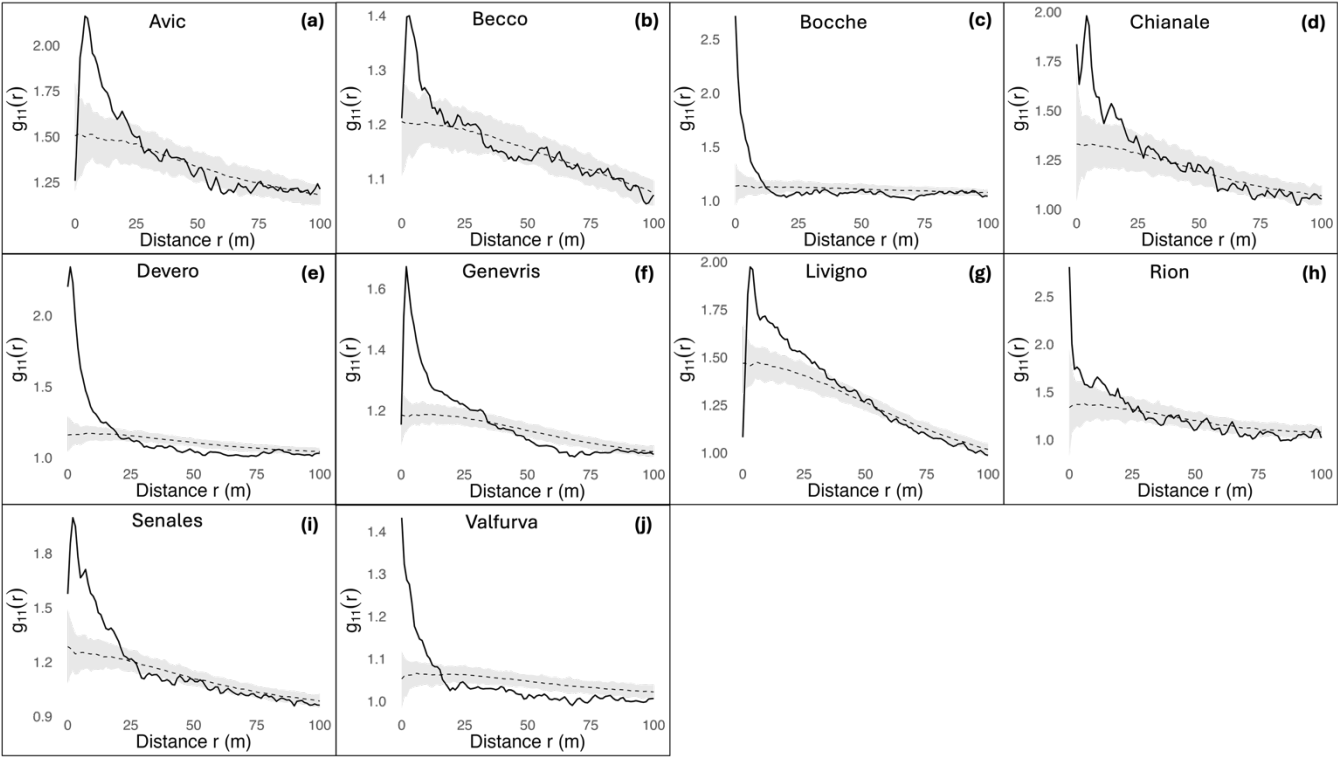 Avic (a)
g11(r)
2.00
1.75
1.50
1.25
0 25 50 75 100
Distance r (m)
Becco (b)
g11(r)
1.4
1.3
1.2
1.1
0 25 50 75 100
Distance r (m)
Bocche (c)
g11(r)
2.5
2.0
1.5
1.0
0 25 50 75 100
Distance r (m)
Chianale (d)
g11(r)
2.00
1.75
1.50
1.25
1.00
0 25 50 75 100
Distance r (m)
Devero (e)
g11(r)
2.0
1.5
1.0
0 25 50 75 100
Distance r (m)
Genevris (f)
g11(r)
1.6
1.4
1.2
0 25 50 75 100
Distance r (m)
Livigno (g)
g11(r)
2.00
1.75
1.50
1.25
1.00
0 25 50 75 100
Distance r (m)
Rion (h)
g11(r)
2.5
2.0
1.5
1.0
0 25 50 75 100
Distance r (m)
Senales (i)
g11(r)
1.8
1.5
1.2
0.9
0 25 50 75 100
Distance r (m)
Valfurva (j)
g11(r)
1.4
1.3
1.2
1.1
1.0
0 25 50 75 100
Distance r (m)